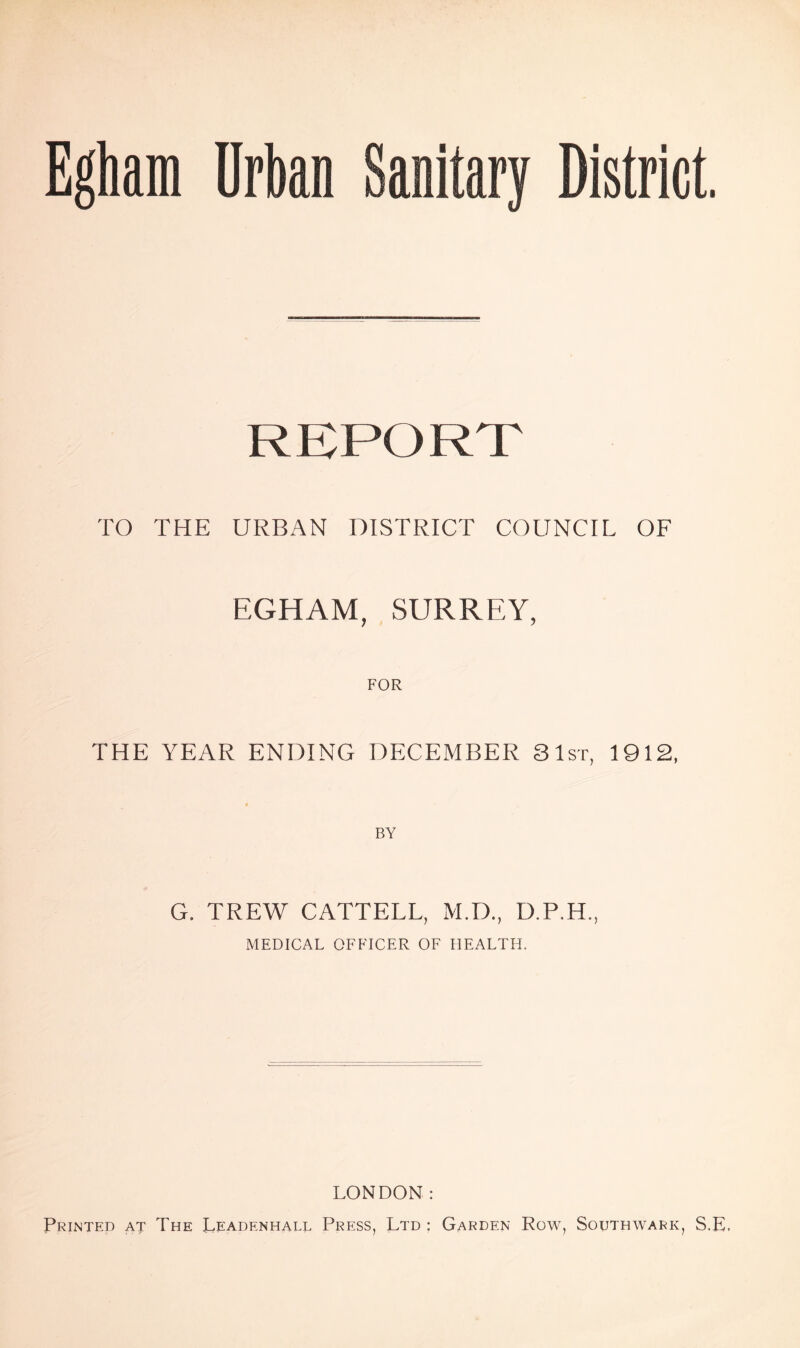 Egham Urban Sanitary District.
REPORT
TO THE URBAN DISTRICT COUNCIL OF
EGHAM, SURREY,
FOR
THE YEAR ENDING DECEMBER 31st, 1912,
BY
G. TREW CATTELL, M.D., D.P.H.,
MEDICAL OFFICER OF HEALTH.
LONDON:
Printed at The Leadenhall Press, Ltd: Garden Row, Southwark, S.E.